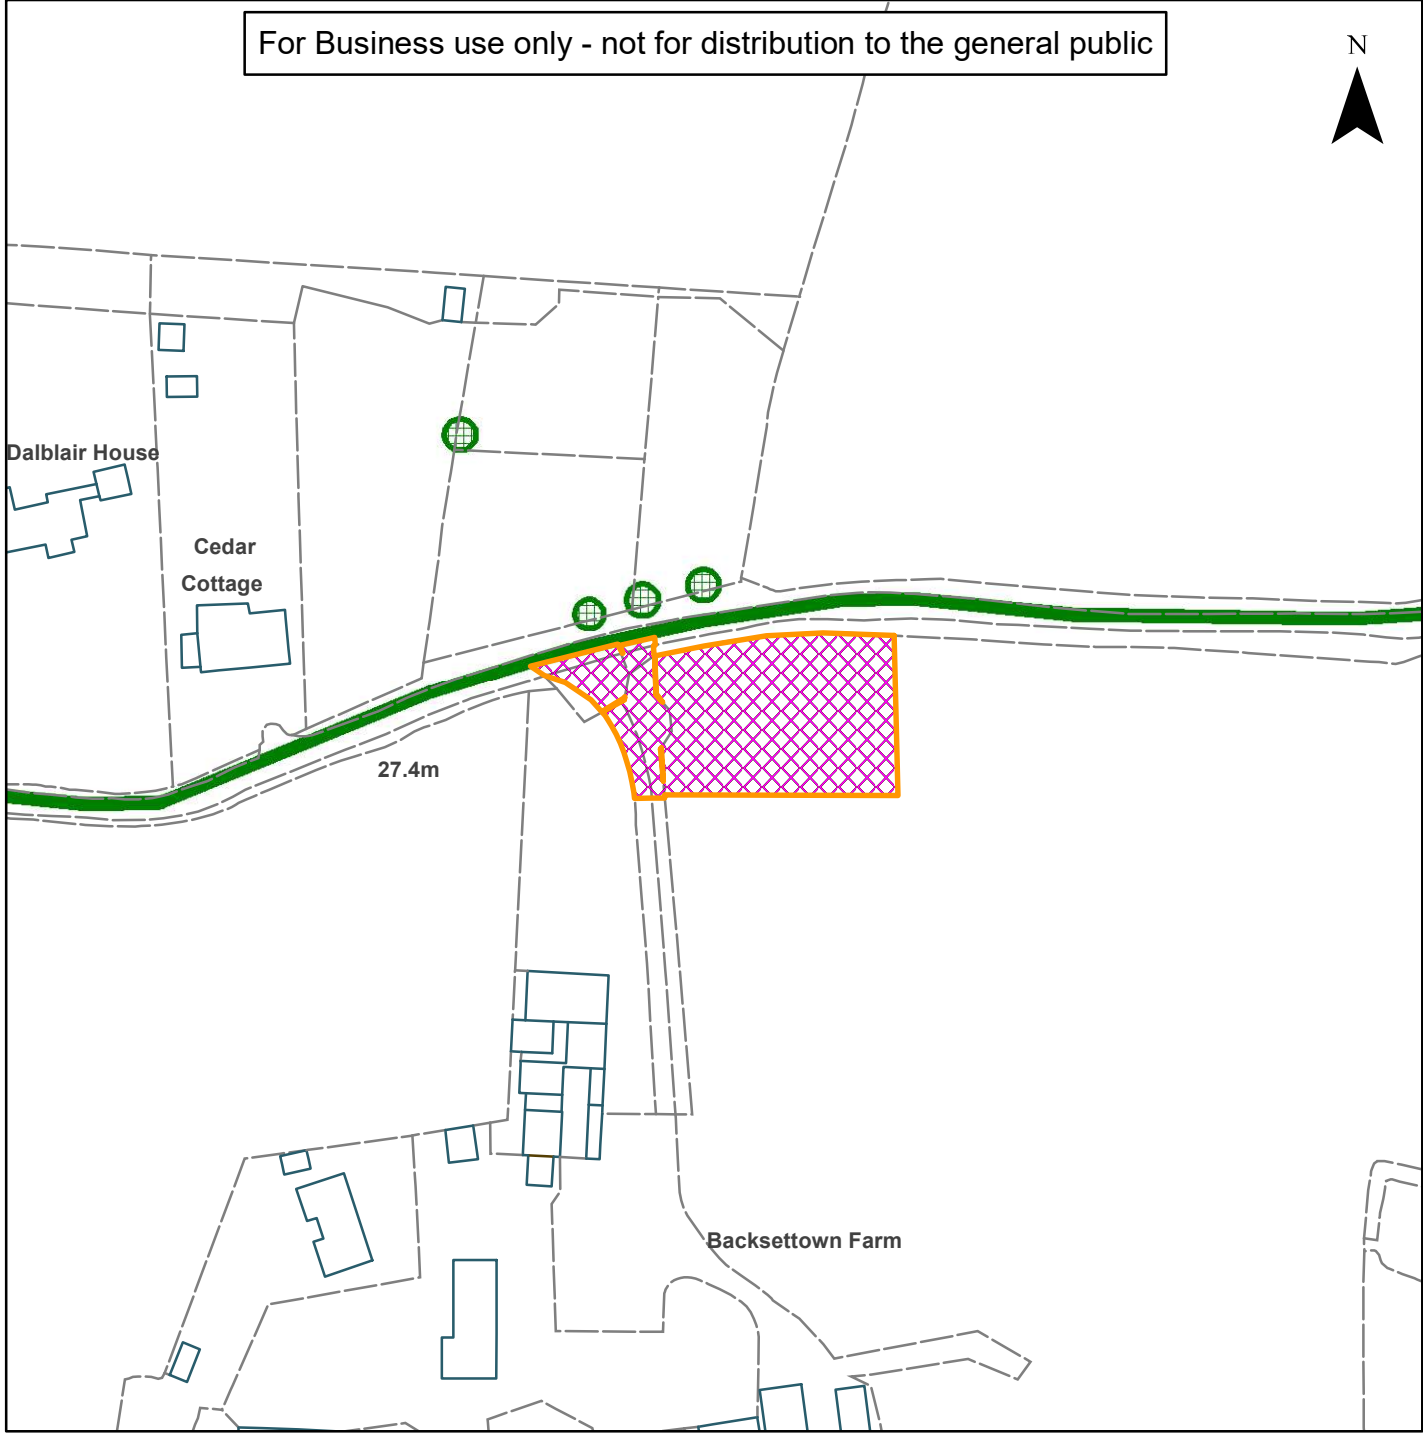 For Business use only - not for distribution to the general public
N
Dalblair House
Cedar
Cottage
27.4m
Backsettown Farm